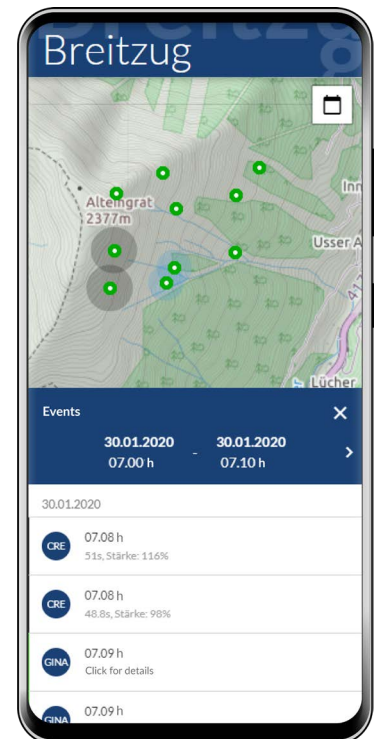 Breitzug
Alteingrat
2377m
Inn
Usser A
Lücher
Events
30.01.2020 - 30.01.2020
07.00 h 07.10 h
30.01.2020
CRE 07.08 h
51s, Stärke: 116%
CRE 07.08 h
48.8s, Stärke: 98%
GINA 07.09 h
Click for details
GINA 07.09 h